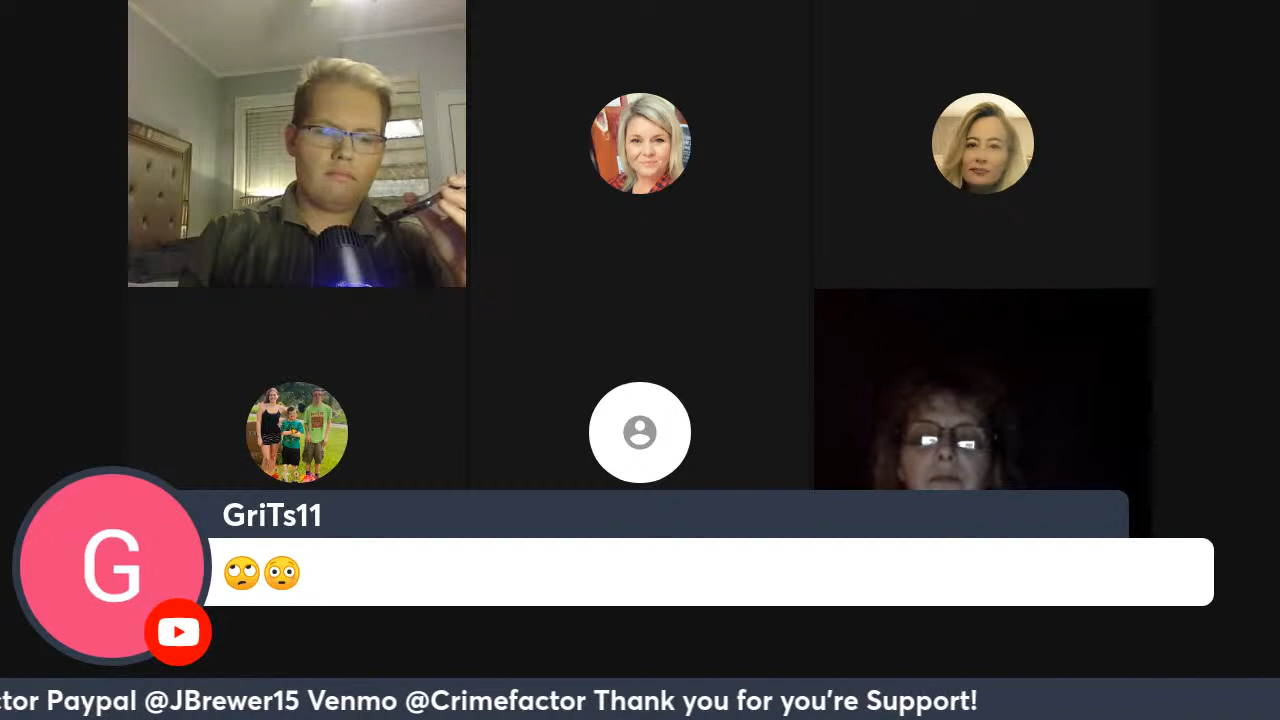 G
GriTs11
🙄😳
ctor Paypal @JBrewer15 Venmo @Crimefactor Thank you for you're Support!